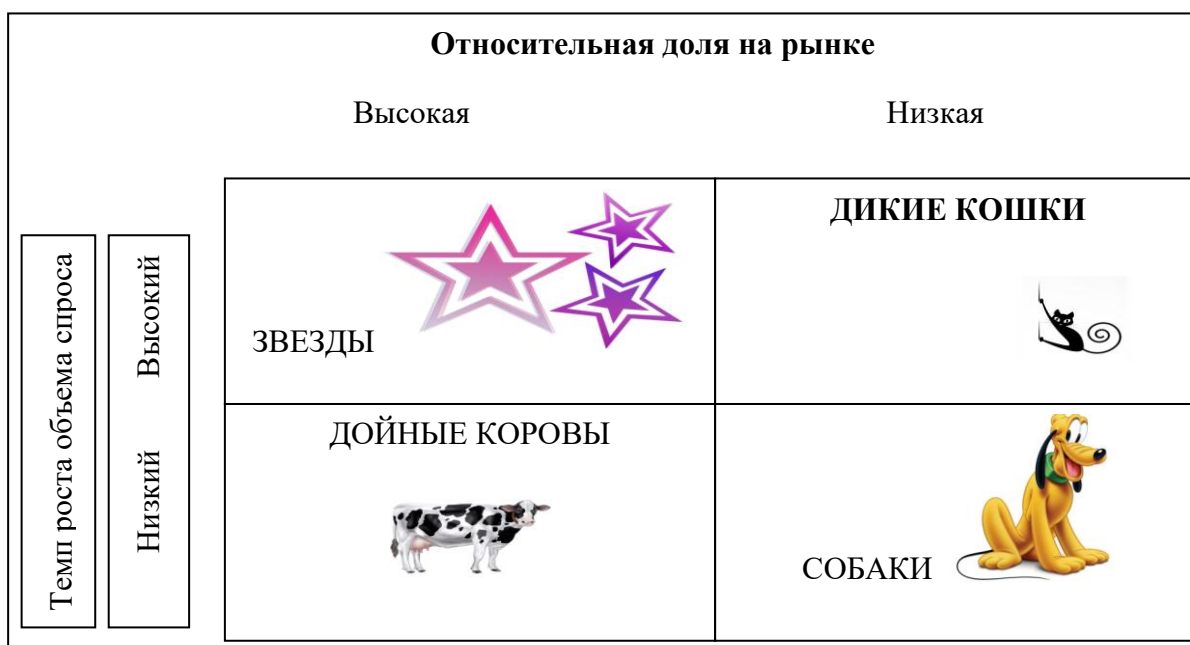 Относительная доля на рынке
Высокая
Низкая
Темп роста объема спроса
Высокий
Низкий
ЗВЕЗДЫ
ДИКИЕ КОШКИ
ДОЙНЫЕ КОРОВЫ
СОБАКИ